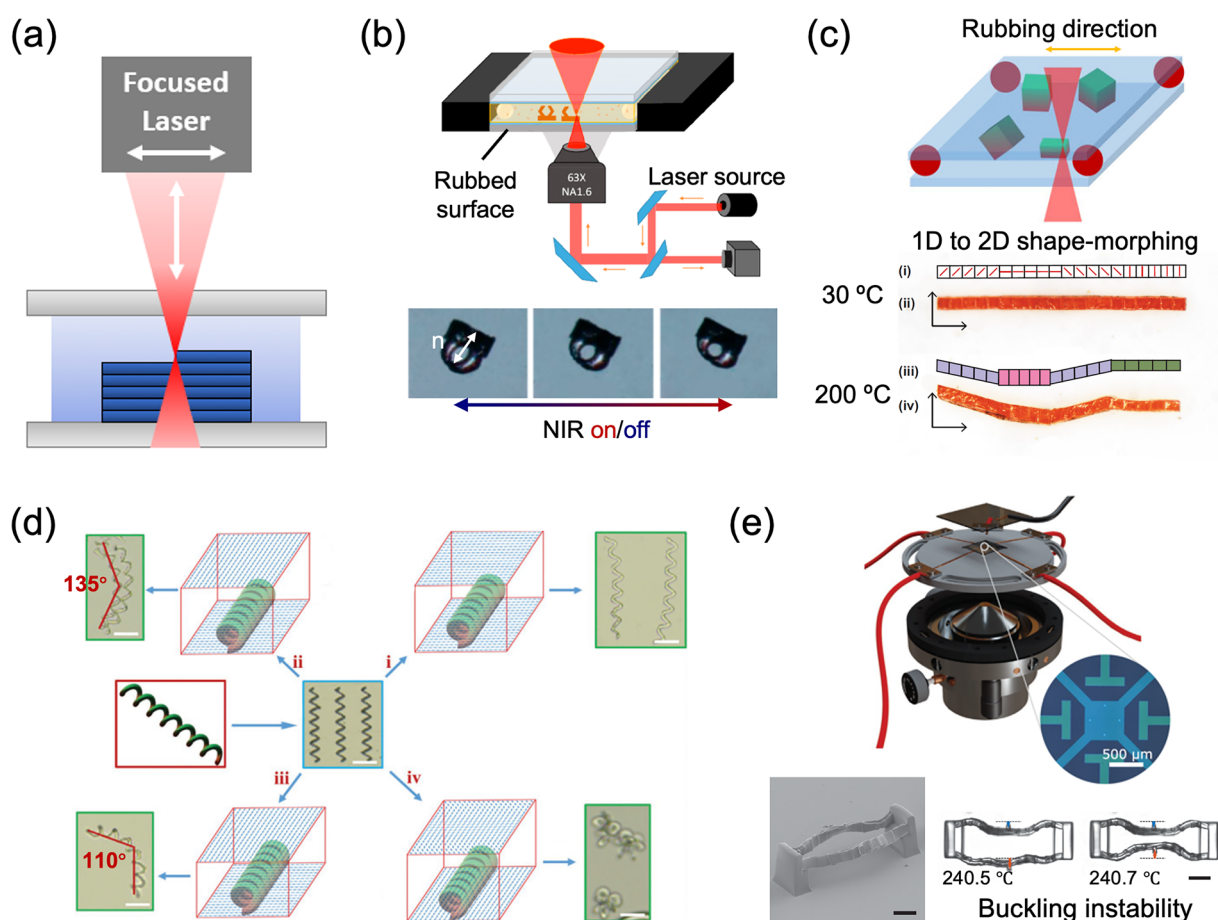 (a)
Focused
Laser
(b)
Rubbed
surface
63X
NA1.6
Laser source
n
NIR on/off
(c)
Rubbing direction
1D to 2D shape-morphing
(i)
30 ºC
(ii)
(iii)
200 ºC
(iv)
(d)
135°
ii
i
iii
iv
110°
(e)
500 µm
240.5 ℃
240.7 ℃
Buckling instability